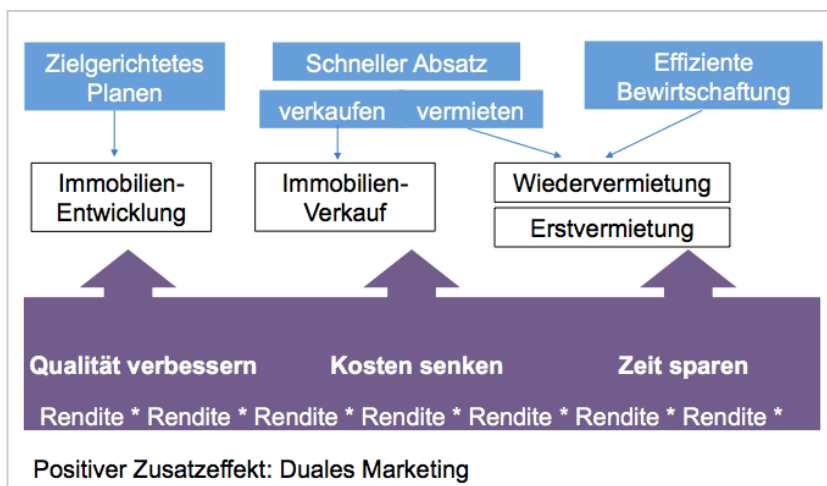 Zielgerichtetes
Planen
Schneller Absatz
verkaufen
vermieten
Effiziente
Bewirtschaftung
Immobilien-
Entwicklung
Immobilien-
Verkauf
Wiedervermietung
Erstvermietung
Qualität verbessern
Kosten senken
Zeit sparen
Rendite * Rendite * Rendite * Rendite * Rendite * Rendite * Rendite *
Positiver Zusatzeffekt: Duales Marketing